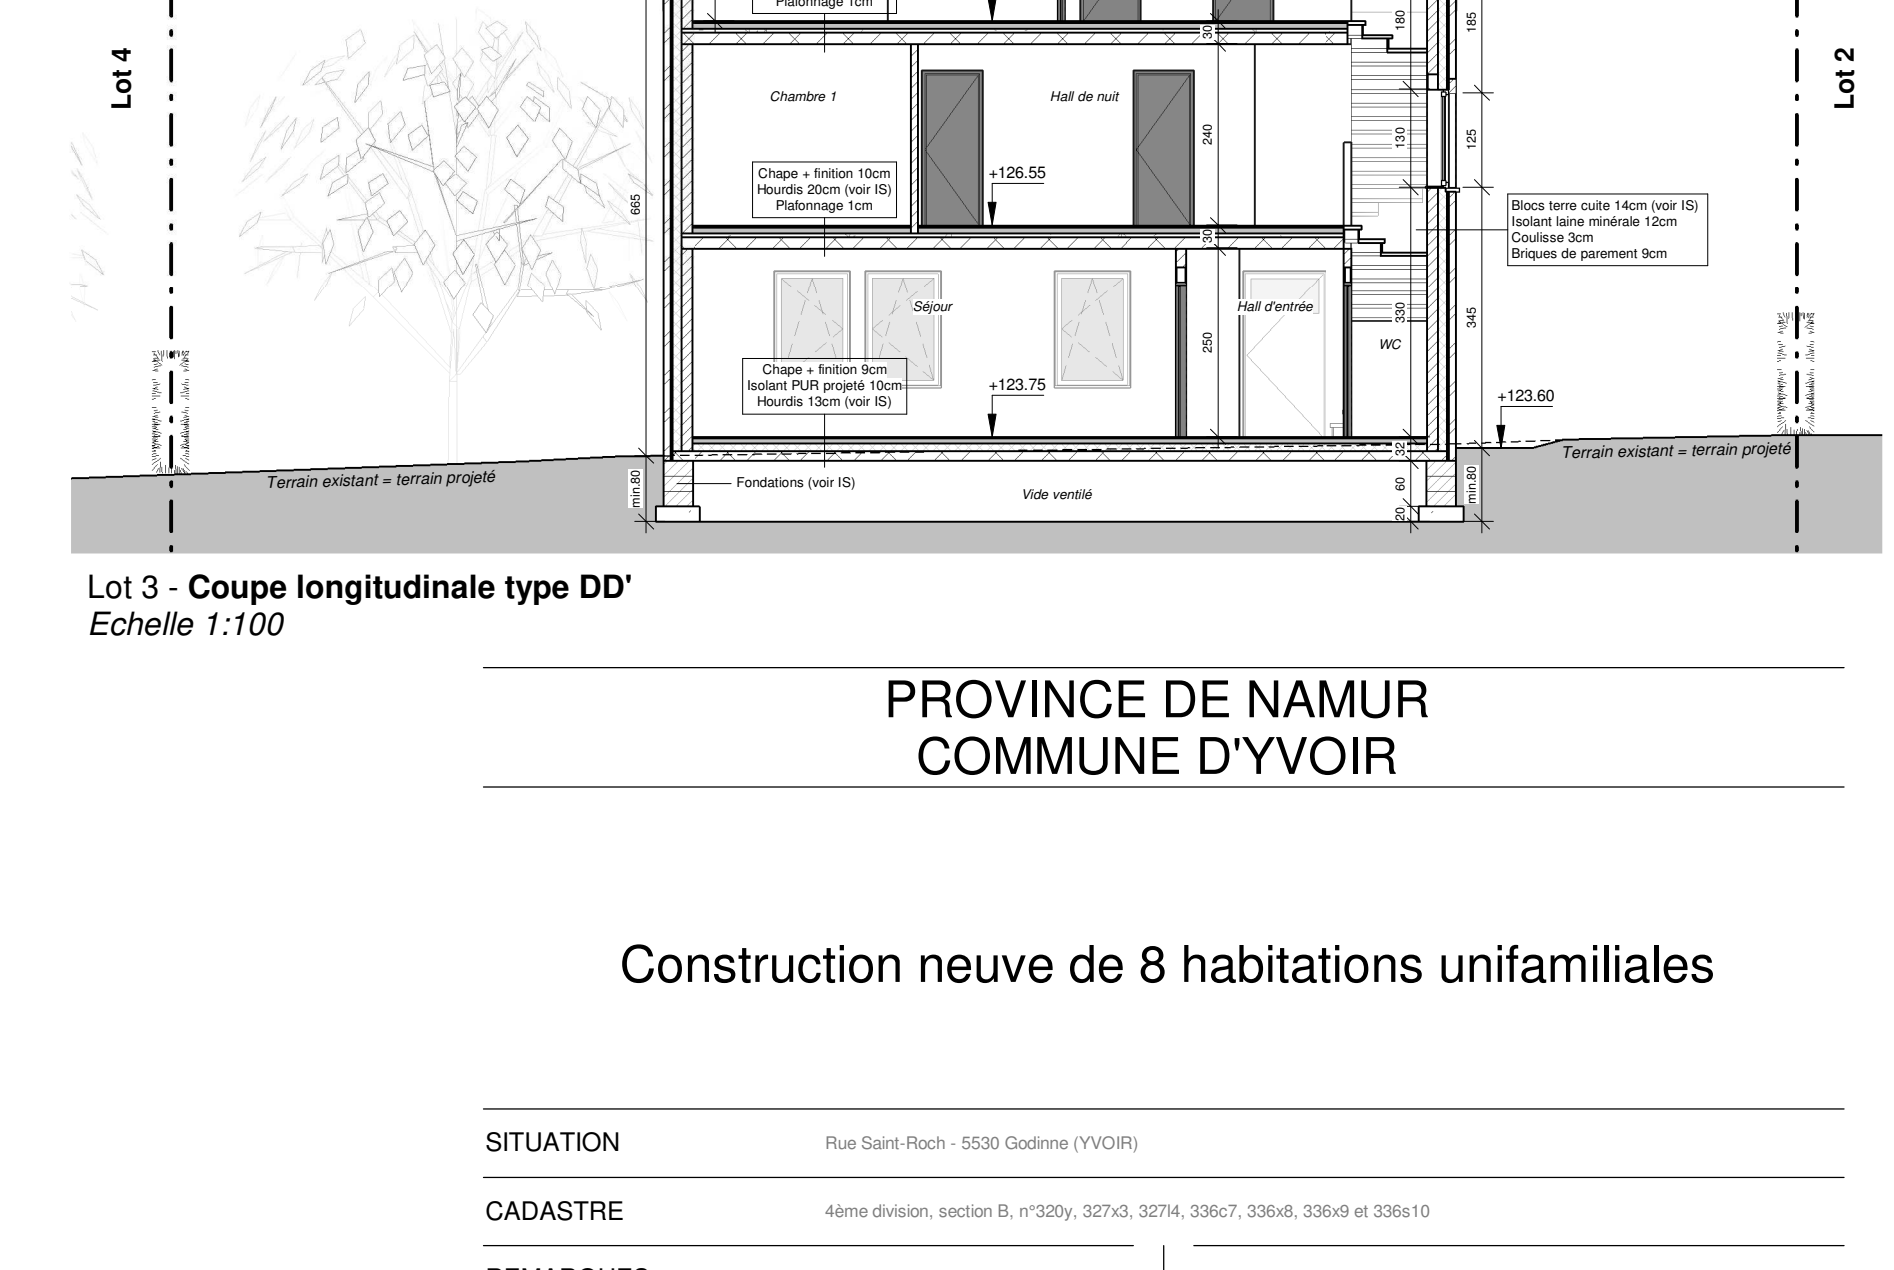 Plafonnage 1cm
180
185
30
Lot 4
Lot 2
Chambre 1
Hall de nuit
240
130
125
Chape + finition 10cm
Hourdis 20cm (voir IS)
Plafonnage 1cm
+126.55
665
Blocs terre cuite 14cm (voir IS)
Isolant laine minérale 12cm
Coulisse 3cm
Briques de parement 9cm
30
Séjour
Hall d'entrée
330
345
250
WC
Chape + finition 9cm
Isolant PUR projeté 10cm
Hourdis 13cm (voir IS)
+123.75
+123.60
32
Terrain existant = terrain projeté
Terrain existant = terrain projeté
min.80
Fondations (voir IS)
Vide ventilé
60
min.80
20
Lot 3 - Coupe longitudinale type DD'
Echelle 1:100
PROVINCE DE NAMUR
COMMUNE D'YVOIR
Construction neuve de 8 habitations unifamiliales
SITUATION
Rue Saint-Roch - 5530 Godinne (YVOIR)
CADASTRE
4ème division, section B, n°320y, 327x3, 327l4, 336c7, 336x8, 336x9 et 336s10